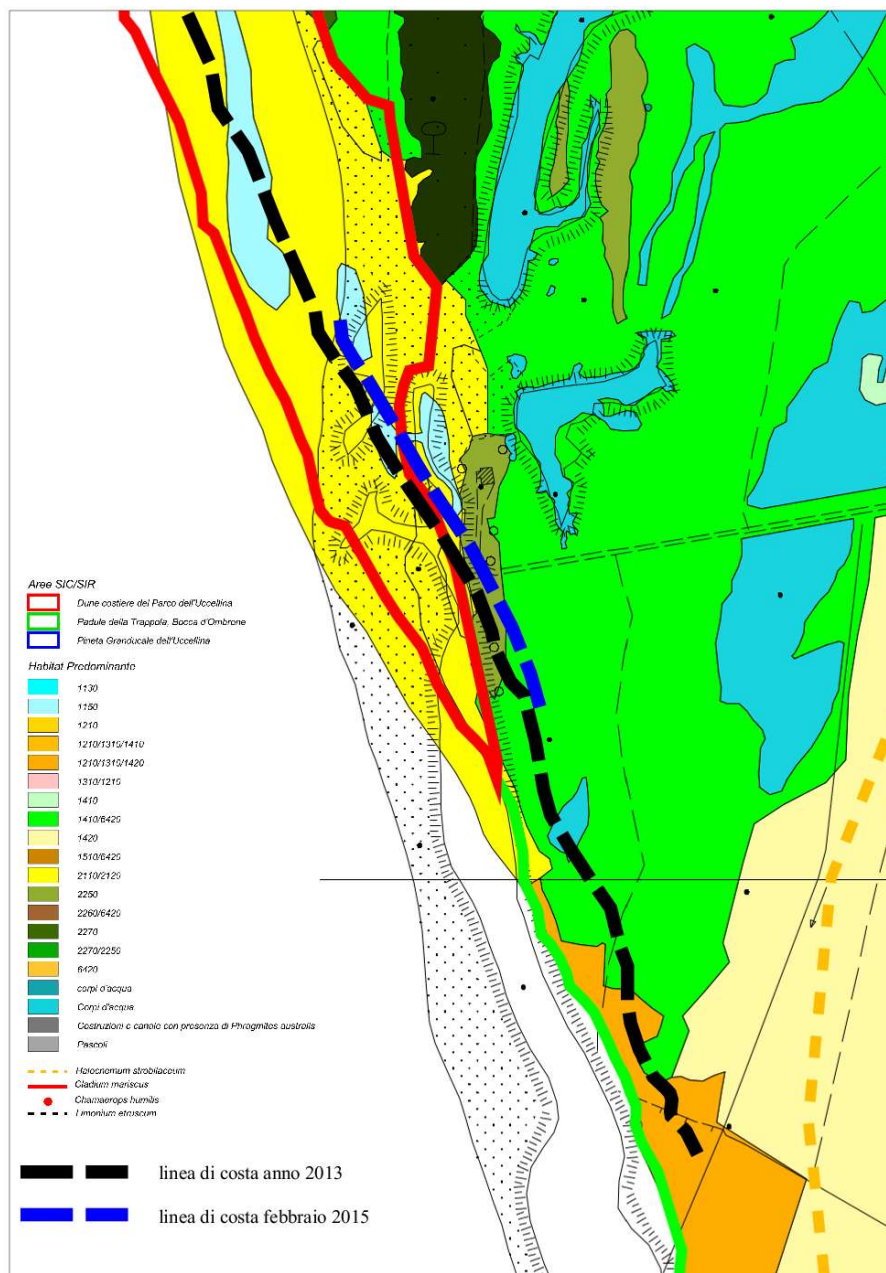 Aree SIC/SIR
Dune costiere del Parco dell'Uccellina
Padule della Trappola, Bocca d'Ombrone
Pineta Granducale dell'Uccellina
Habitat Predominante
1130
1150
1210
1210/1310/1410
1210/1310/1420
1310/1210
1410
1410/6420
1420
1510/6420
2110/2120
2250
2260/6420
2270
2270/2250
6420
corpi d'acqua
Corpi d'acqua
Costruzioni e canale con presenza di Phragmites australis
Pascoli
Halocnemum strobilaceum
Cladium mariscus
Chamaerops humilis
Limonium etruscum
linea di costa anno 2013
linea di costa febbraio 2015